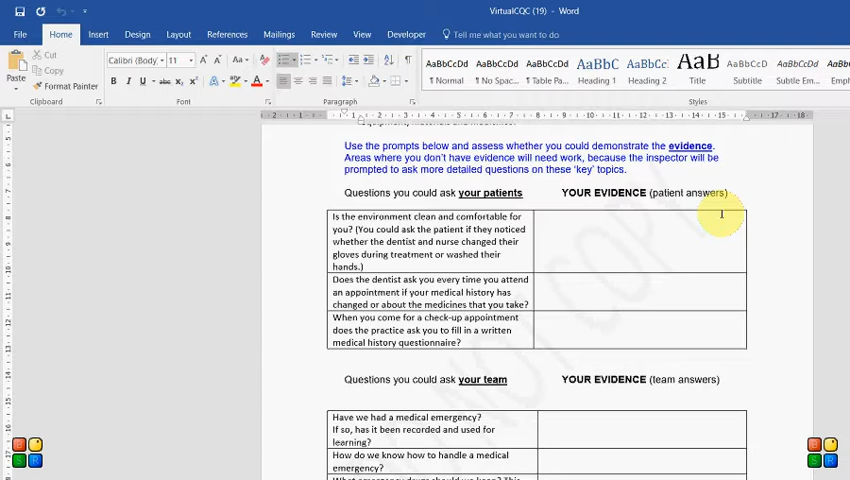 VirtualCQC (19) - Word
File Home Insert Design Layout References Mailings Review View Developer Tell me what you want to do
Cut
Copy
Format Painter
Paste
Calibri (Body) 11
Clipboard Font Paragraph Styles
AaBbCcDd AaBbCcDd AaBbCcDd AaBbC AaBbCc AaB AaBbCcDd AaBbCcDd AaBbCcDd
¶ Normal ¶ No Spac... ¶ Table Pa... Heading 1 Heading 2 Title Subtitle Subtle Em...
Use the prompts below and assess whether you could demonstrate the evidence.
Areas where you don't have evidence will need work, because the inspector will be
prompted to ask more detailed questions on these 'key' topics.
Questions you could ask your patients YOUR EVIDENCE (patient answers)
Is the environment clean and comfortable for
you? (You could ask the patient if they noticed
whether the dentist and nurse changed their
gloves during treatment or washed their
hands.)
Does the dentist ask you every time you attend
an appointment if your medical history has
changed or about the medicines that you take?
When you come for a check-up appointment
does the practice ask you to fill in a written
medical history questionnaire?
Questions you could ask your team YOUR EVIDENCE (team answers)
Have we had a medical emergency?
If so, has it been recorded and used for
learning?
How do we know how to handle a medical
emergency?
What emergency drugs should we keep? This